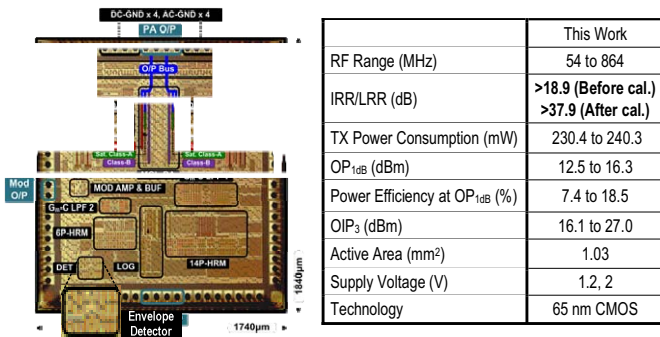 DC-GND x 4, AC-GND x 4
PA O/P
O/P Bus
Sat. Class-A
Sat. Class-A
Class-B
Class-B
Mod O/P
MOD AMP & BUF
Gm-C LPF 2
6P-HRM
DET
LOG
14P-HRM
Envelope
Detector
1740µm
1840µm
This Work
RF Range (MHz) 54 to 864
IRR/LRR (dB) >18.9 (Before cal.)
>37.9 (After cal.)
TX Power Consumption (mW) 230.4 to 240.3
OP1dB (dBm) 12.5 to 16.3
Power Efficiency at OP1dB (%) 7.4 to 18.5
OIP3 (dBm) 16.1 to 27.0
Active Area (mm²) 1.03
Supply Voltage (V) 1.2, 2
Technology 65 nm CMOS